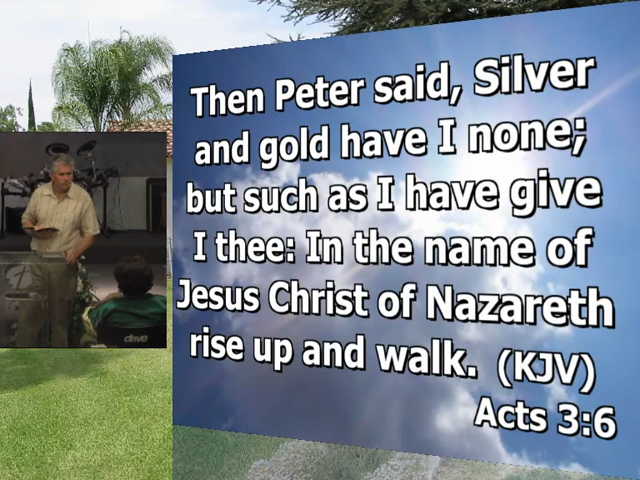 Then Peter said, Silver
and gold have I none;
but such as I have give
I thee: In the name of
Jesus Christ of Nazareth
rise up and walk. (KJV)
Acts 3:6
drive